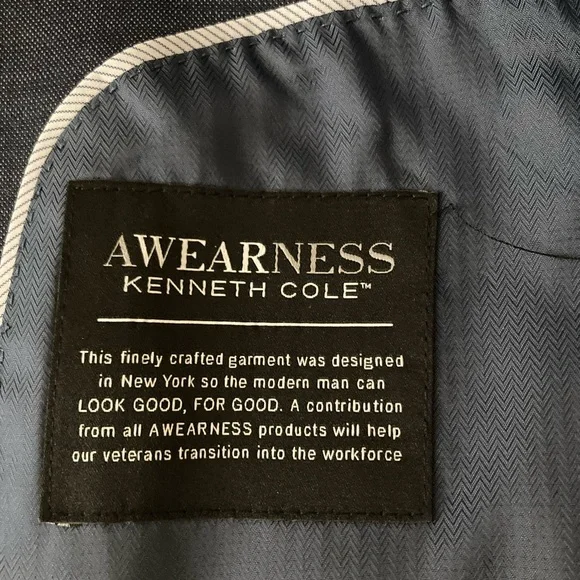 AWEARNESS
KENNETH COLE™
This finely crafted garment was designed
in New York so the modern man can
LOOK GOOD, FOR GOOD. A contribution
from all AWEARNESS products will help
our veterans transition into the workforce